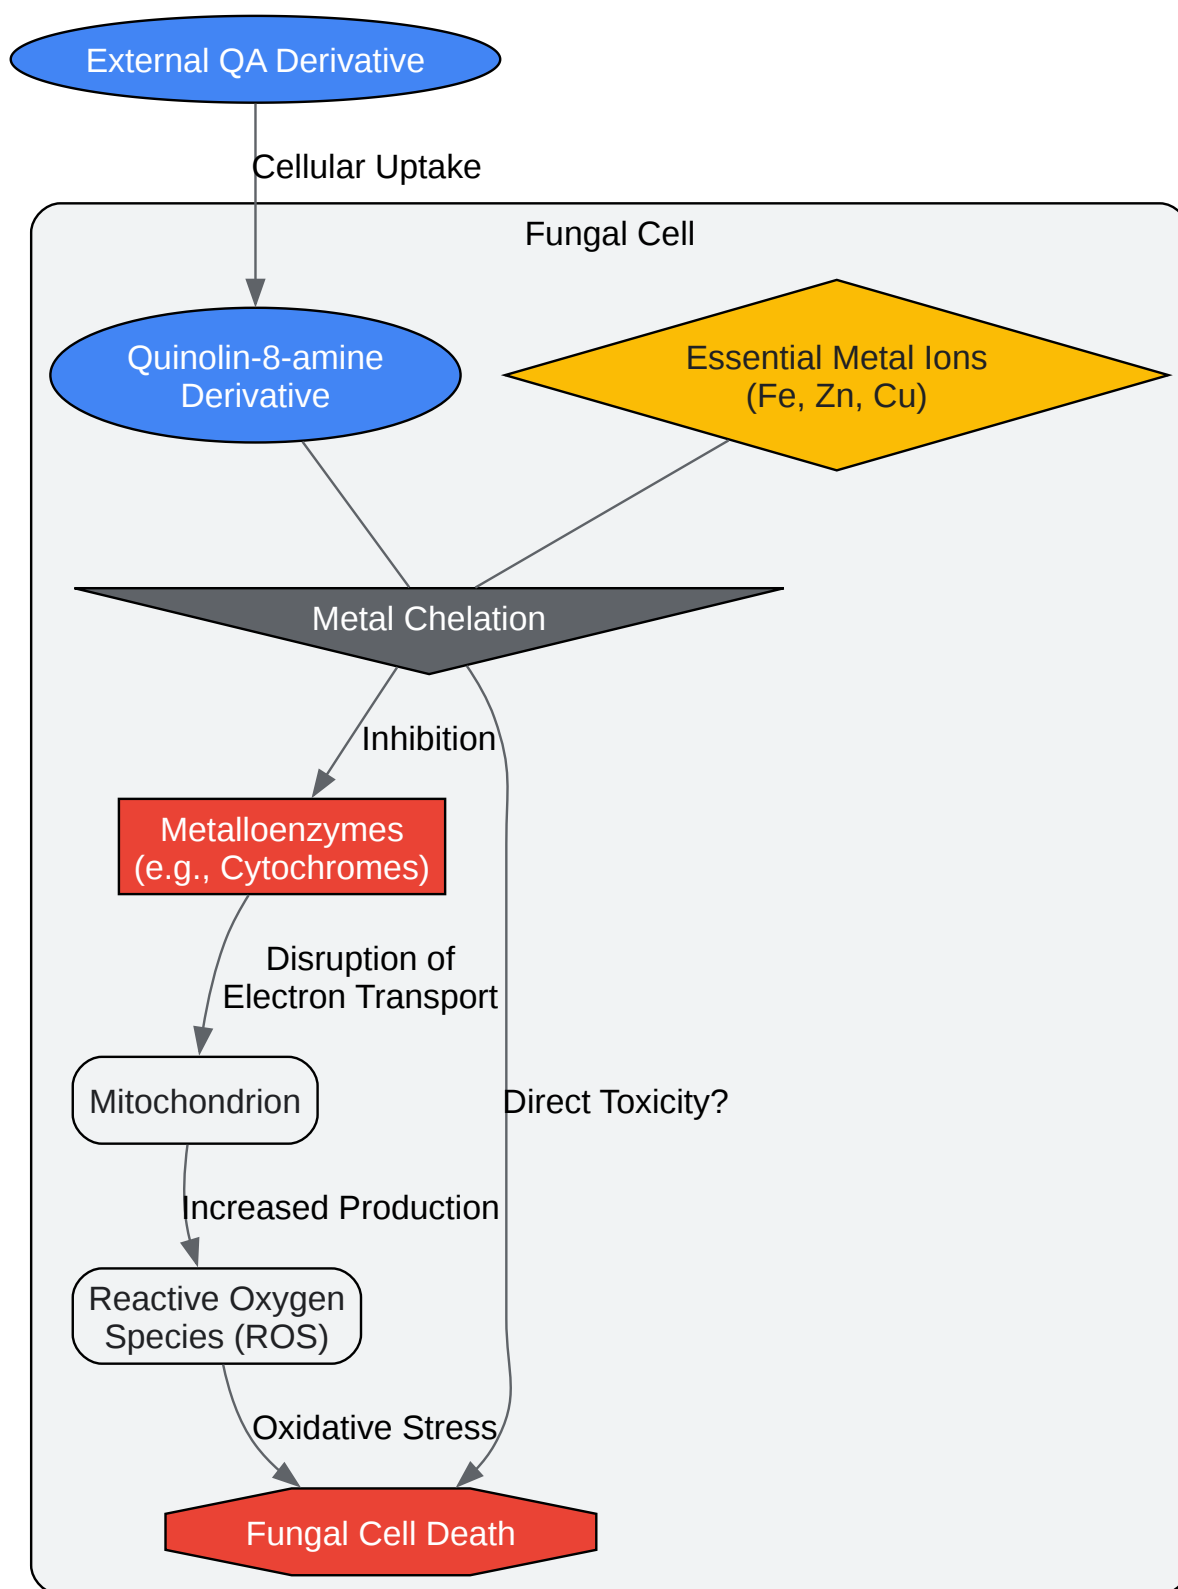 External QA Derivative
Cellular Uptake
Fungal Cell
Quinolin-8-amine
Derivative
Essential Metal Ions
(Fe, Zn, Cu)
Metal Chelation
Inhibition
Metalloenzymes
(e.g., Cytochromes)
Disruption of
Electron Transport
Mitochondrion
Direct Toxicity?
Increased Production
Reactive Oxygen
Species (ROS)
Oxidative Stress
Fungal Cell Death